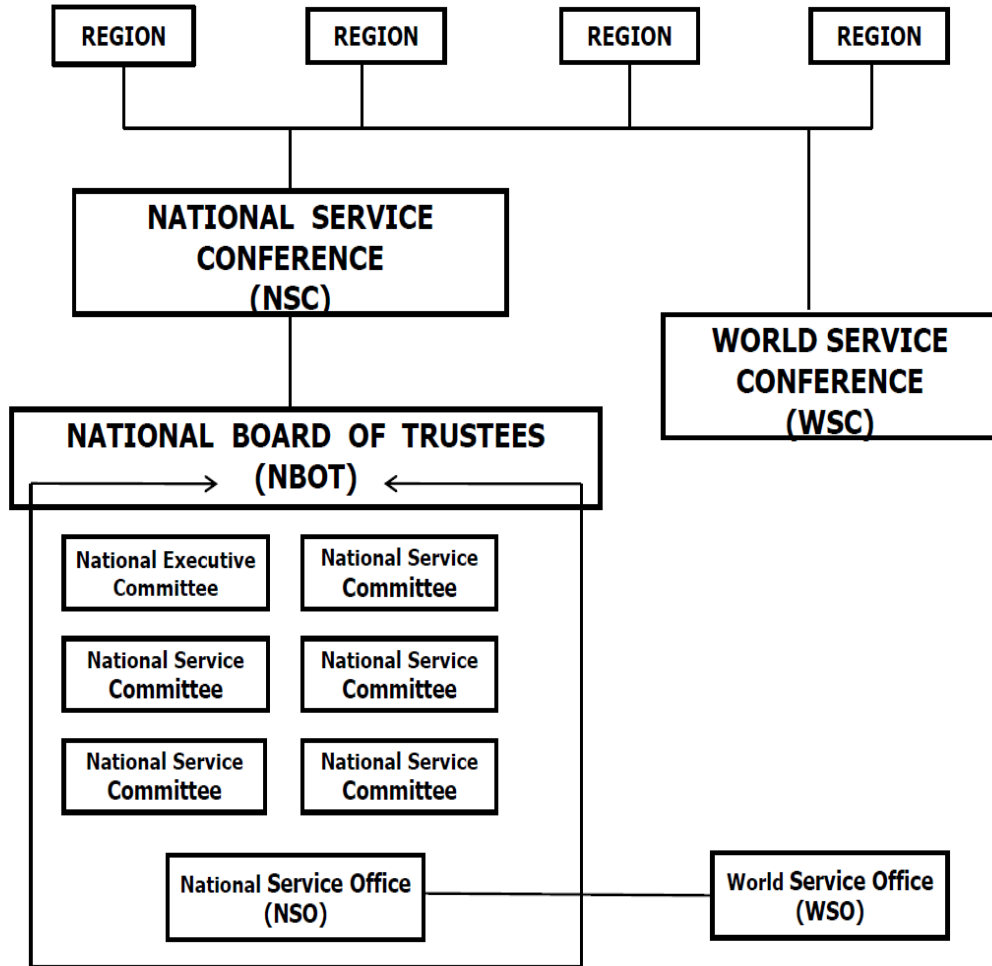 REGION
REGION
REGION
REGION
NATIONAL SERVICE
CONFERENCE
(NSC)
WORLD SERVICE
CONFERENCE
(WSC)
NATIONAL BOARD OF TRUSTEES
(NBOT)
National Executive
Committee
National Service
Committee
National Service
Committee
National Service
Committee
National Service
Committee
National Service
Committee
National Service Office
(NSO)
World Service Office
(WSO)